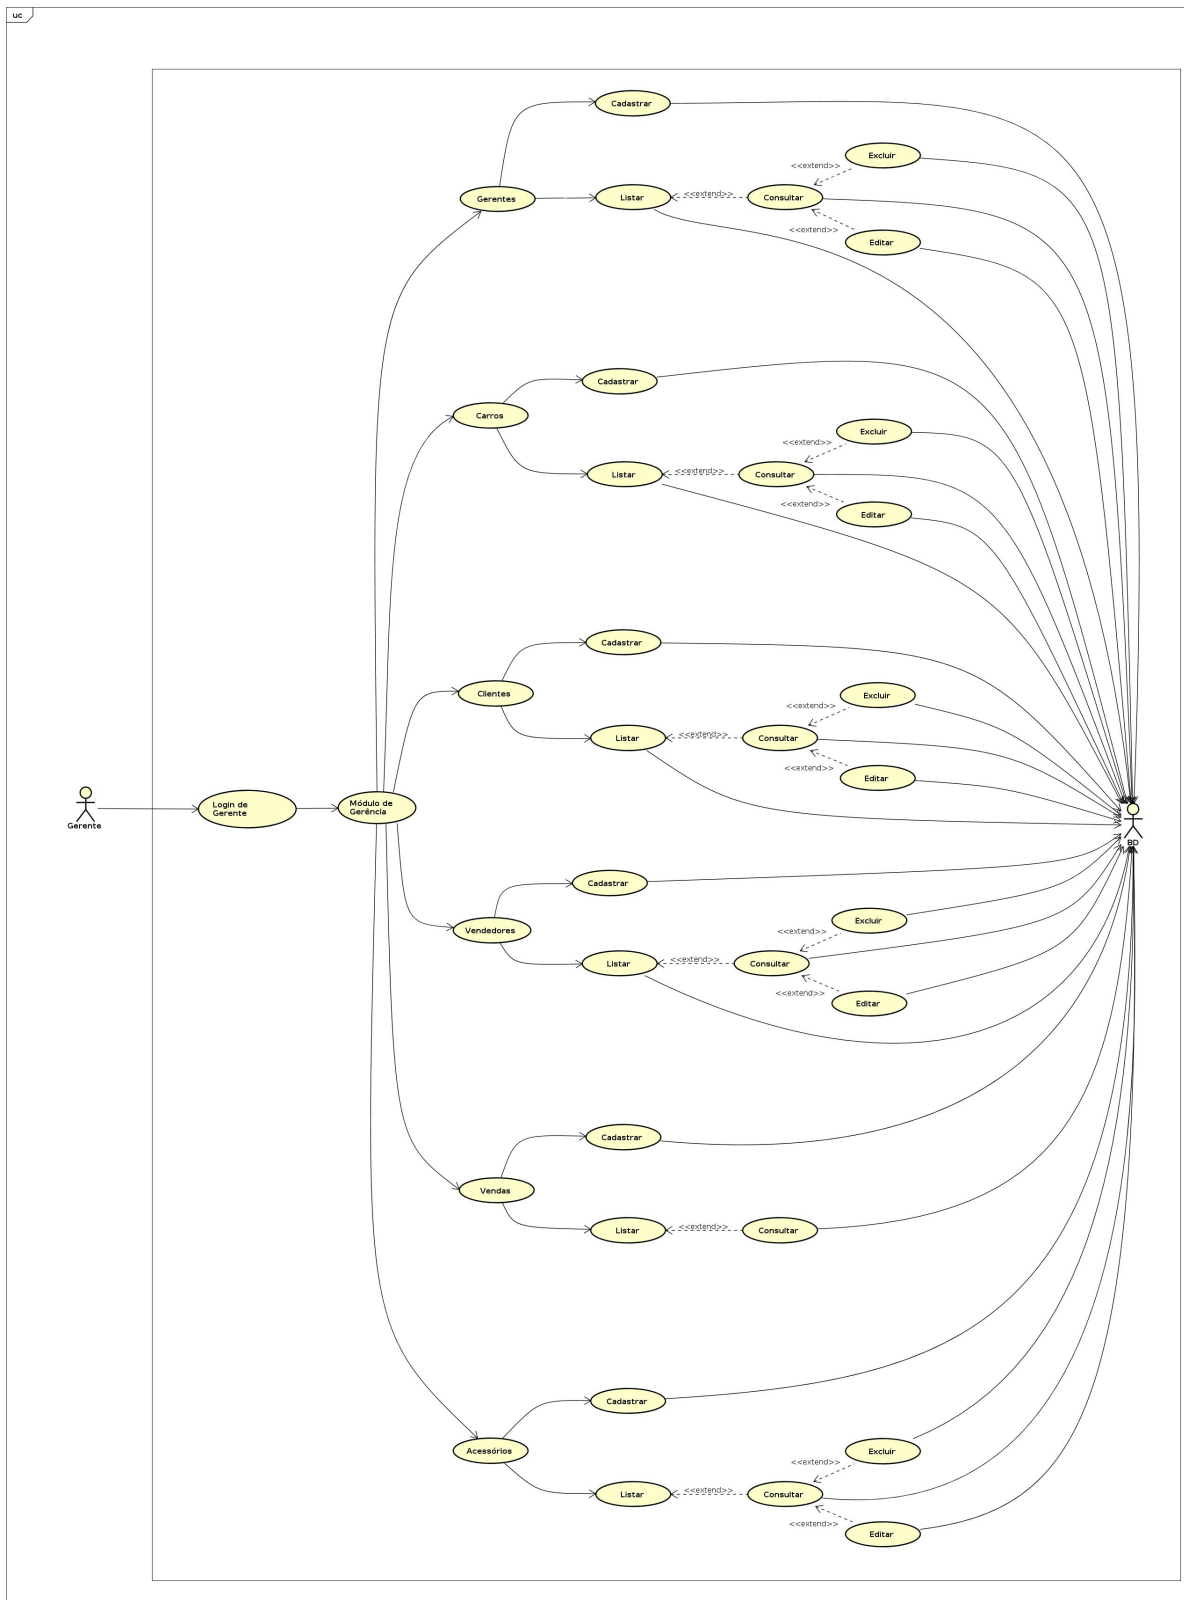 uc
Cadastrar
Excluir
<<extend>>
Gerentes
Listar
<<extend>>
Consultar
<<extend>>
Editar
Cadastrar
Carros
Excluir
<<extend>>
Listar
<<extend>>
Consultar
<<extend>>
Editar
Cadastrar
Clientes
Excluir
<<extend>>
Listar
<<extend>>
Consultar
<<extend>>
Editar
Gerente
Login de
Gerente
Módulo de
Gerência
BD
Cadastrar
Vendedores
Excluir
<<extend>>
Listar
<<extend>>
Consultar
<<extend>>
Editar
Cadastrar
Vendas
Listar
<<extend>>
Consultar
Cadastrar
Acessórios
Excluir
<<extend>>
Listar
<<extend>>
Consultar
<<extend>>
Editar